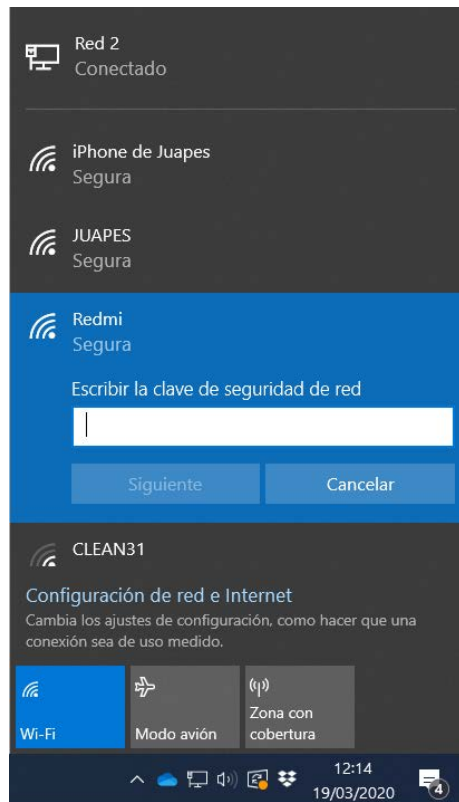 Red 2
Conectado
iPhone de Juapes
Segura
JUAPES
Segura
Redmi
Segura
Escribir la clave de seguridad de red
Siguiente
Cancelar
CLEAN31
Configuración de red e Internet
Cambia los ajustes de configuración, como hacer que una
conexión sea de uso medido.
Wi-Fi
Modo avión
Zona con
cobertura
12:14
19/03/2020
4